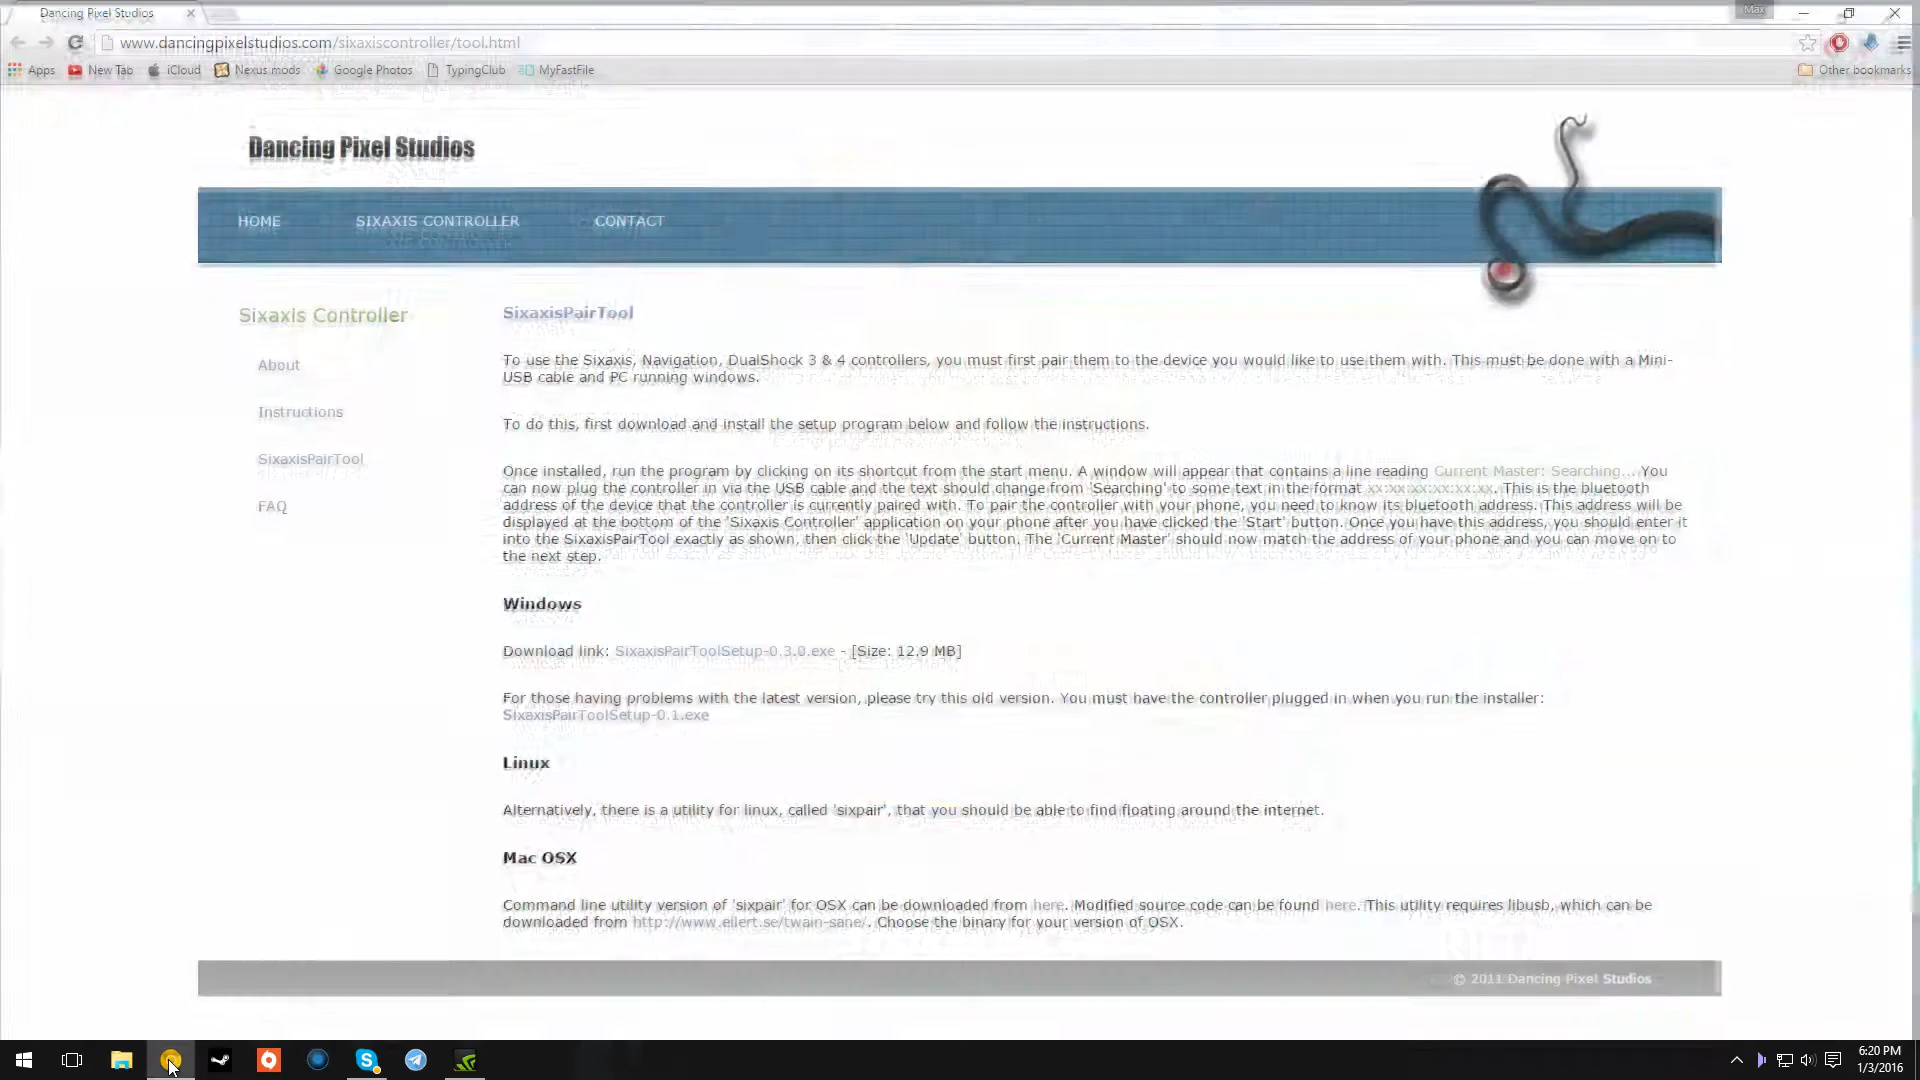 Dancing Pixel Studios
Max
www.dancingpixelstudios.com/sixaxiscontroller/tool.html
Apps New Tab iCloud Nexus mods Google Photos TypingClub MyFastFile Other bookmarks
Dancing Pixel Studios
HOME SIXAXIS CONTROLLER CONTACT
Sixaxis Controller
About
Instructions
SixaxisPairTool
FAQ
SixaxisPairTool
To use the Sixaxis, Navigation, DualShock 3 & 4 controllers, you must first pair them to the device you would like to use them with. This must be done with a Mini-
USB cable and PC running windows.
To do this, first download and install the setup program below and follow the instructions.
Once installed, run the program by clicking on its shortcut from the start menu. A window will appear that contains a line reading Current Master: Searching... You
can now plug the controller in via the USB cable and the text should change from 'Searching' to some text in the format xx:xx:xx:xx:xx:xx. This is the bluetooth
address of the device that the controller is currently paired with. To pair the controller with your phone, you need to know its bluetooth address. This address will be
displayed at the bottom of the 'Sixaxis Controller' application on your phone after you have clicked the 'Start' button. Once you have this address, you should enter it
into the SixaxisPairTool exactly as shown, then click the 'Update' button. The 'Current Master' should now match the address of your phone and you can move on to
the next step.
Windows
Download link: SixaxisPairToolSetup-0.3.0.exe - [Size: 12.9 MB]
For those having problems with the latest version, please try this old version. You must have the controller plugged in when you run the installer:
SixaxisPairToolSetup-0.1.exe
Linux
Alternatively, there is a utility for linux, called 'sixpair', that you should be able to find floating around the internet.
Mac OSX
Command line utility version of 'sixpair' for OSX can be downloaded from here. Modified source code can be found here. This utility requires libusb, which can be
downloaded from http://www.ellert.se/twain-sane/. Choose the binary for your version of OSX.
© 2011 Dancing Pixel Studios
6:20 PM
1/3/2016